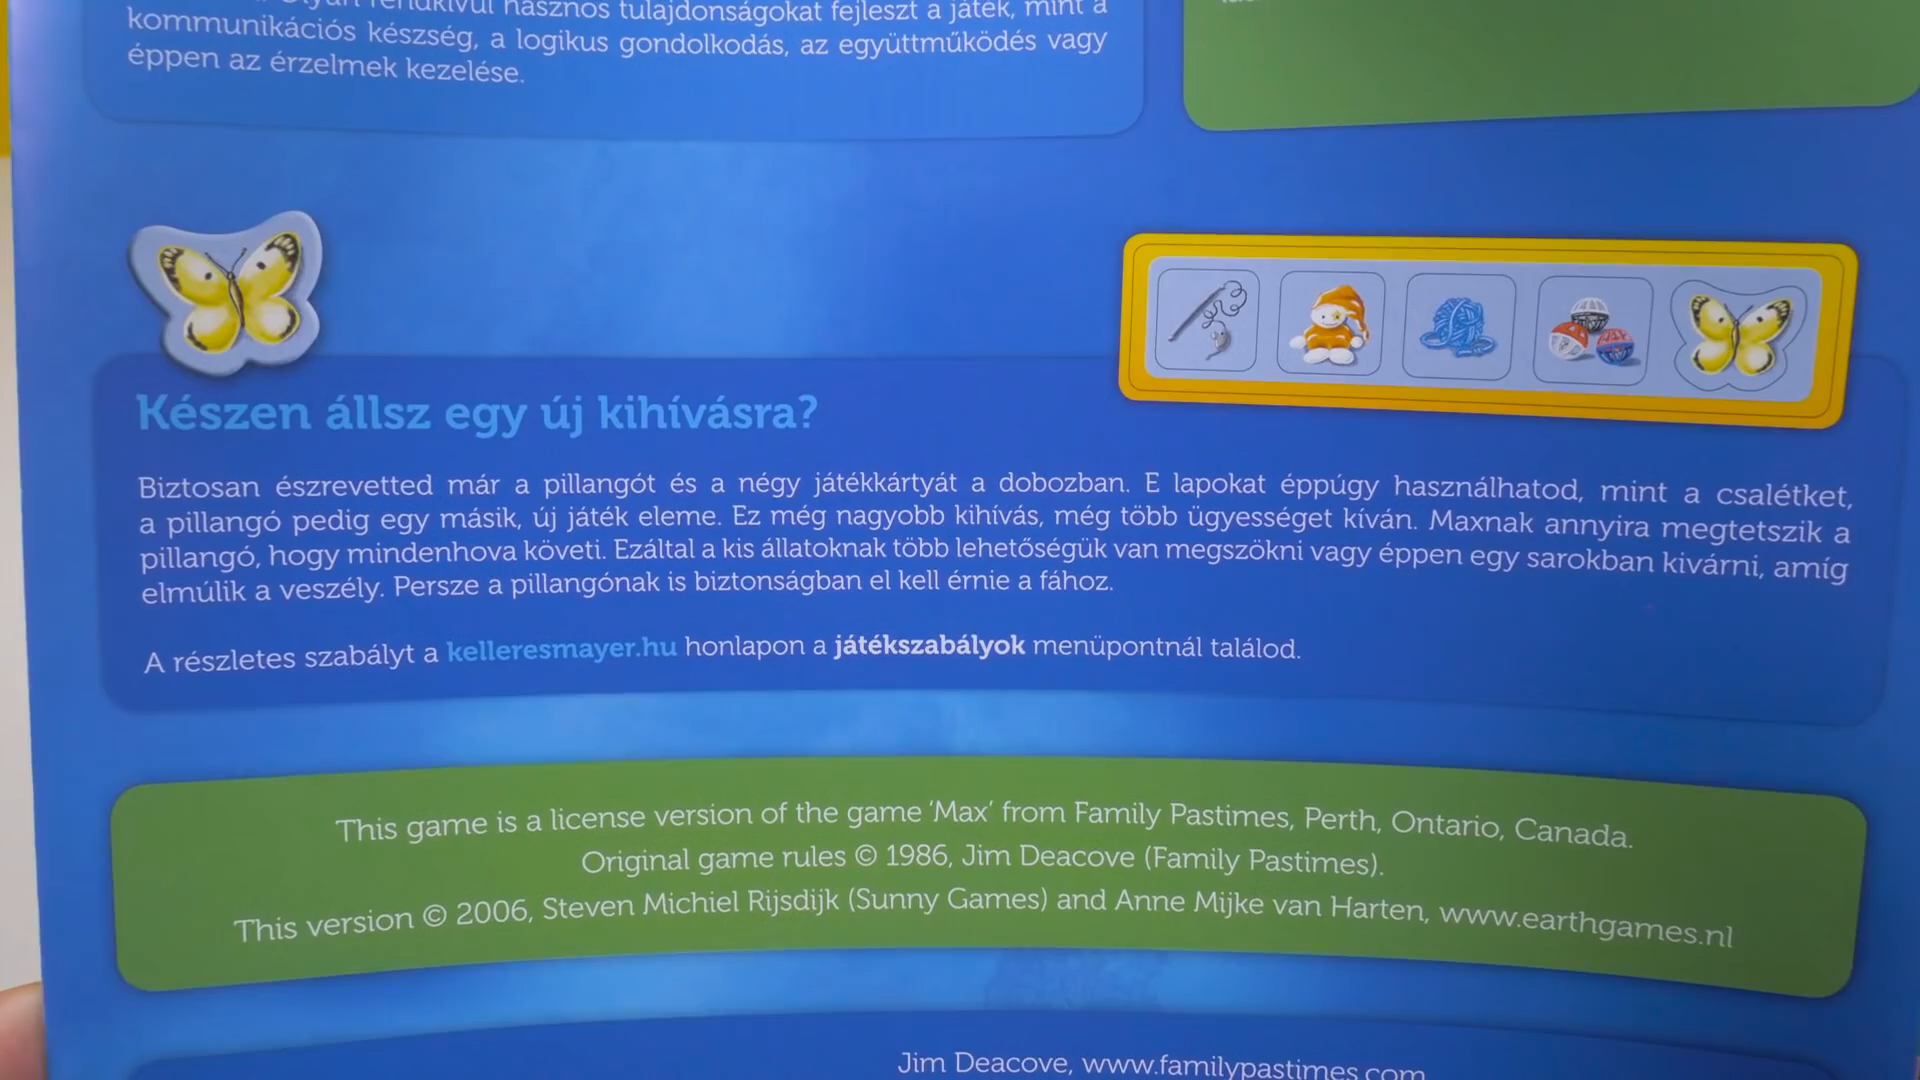 rendkívül hasznos tulajdonságokat fejleszt a játék, mint a
kommunikációs készség, a logikus gondolkodás, az együttműködés vagy
éppen az érzelmek kezelése.
Készen állsz egy új kihívásra?
Biztosan észrevetted már a pillangót és a négy játékkártyát a dobozban. E lapokat éppúgy használhatod, mint a csalétket,
a pillangó pedig egy másik, új játék eleme. Ez még nagyobb kihívás, még több ügyességet kíván. Maxnak annyira megtetszik a
pillangó, hogy mindenhova követi. Ezáltal a kis állatoknak több lehetőségük van megszökni vagy éppen egy sarokban kivárni, amíg
elmúlik a veszély. Persze a pillangónak is biztonságban el kell érnie a fához.
A részletes szabályt a kelleresmayer.hu honlapon a játékszabályok menüpontnál találod.
This game is a license version of the game 'Max' from Family Pastimes, Perth, Ontario, Canada.
Original game rules © 1986, Jim Deacove (Family Pastimes).
This version © 2006, Steven Michiel Rijsdijk (Sunny Games) and Anne Mijke van Harten, www.earthgames.nl
Jim Deacove, www.familypastimes.com